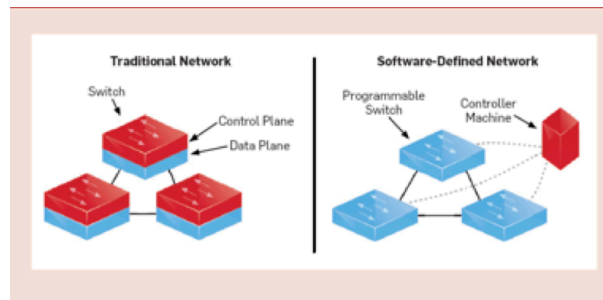 Traditional Network
Switch
Control Plane
Data Plane
Software-Defined Network
Programmable
Switch
Controller
Machine